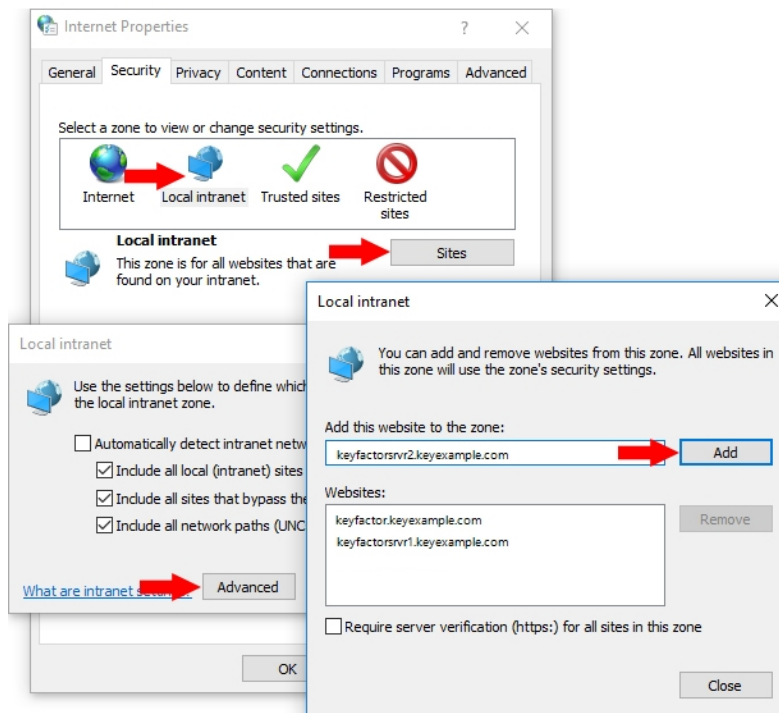 Internet Properties
?
General Security Privacy Content Connections Programs Advanced
Select a zone to view or change security settings.
Internet
Local intranet
Trusted sites
Restricted
sites
Local intranet
This zone is for all websites that are
found on your intranet.
Sites
Local intranet
Use the settings below to define which
the local intranet zone.
Automatically detect intranet netw
Include all local (intranet) sites
Include all sites that bypass the
Include all network paths (UNC
What are intranet
Advanced
OK
Local intranet
You can add and remove websites from this zone. All websites in
this zone will use the zone's security settings.
Add this website to the zone:
keyfactorsrvr2.keyexample.com
Add
Websites:
keyfactor.keyexample.com
keyfactorsrvr1.keyexample.com
Remove
Require server verification (https:) for all sites in this zone
Close